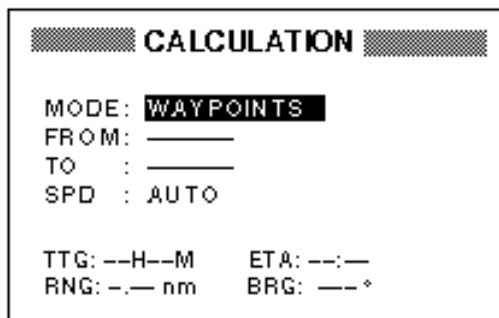 CALCULATION
MODE: WAYPOINTS
FROM: -----
TO : -----
SPD : AUTO
TTG: --H--M ETA: --:--
RNG: -.-- nm BRG: ---°